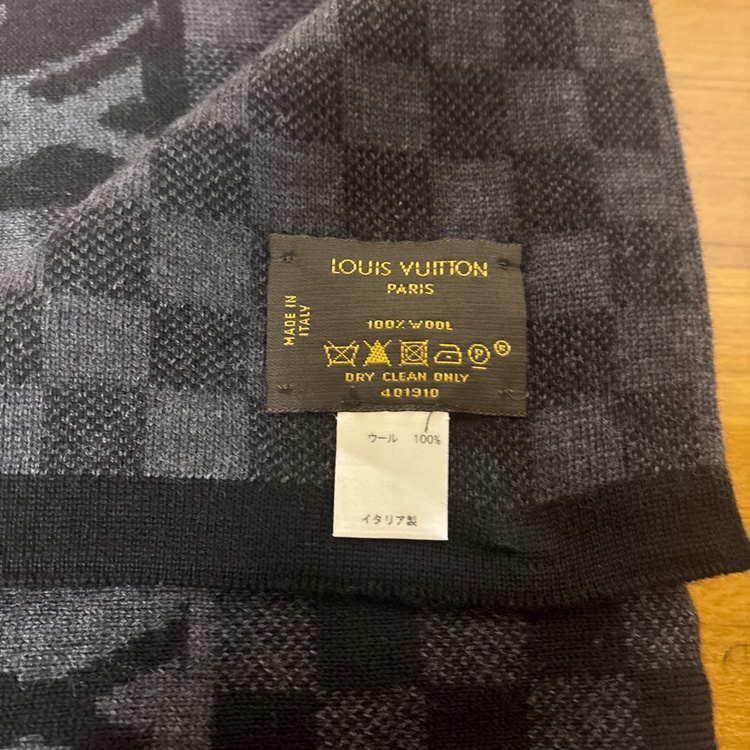 LOUIS VUITTON
PARIS
MADE IN
ITALY
100% WOOL
P
R
DRY CLEAN ONLY
401910
ウール 100%
イタリア製